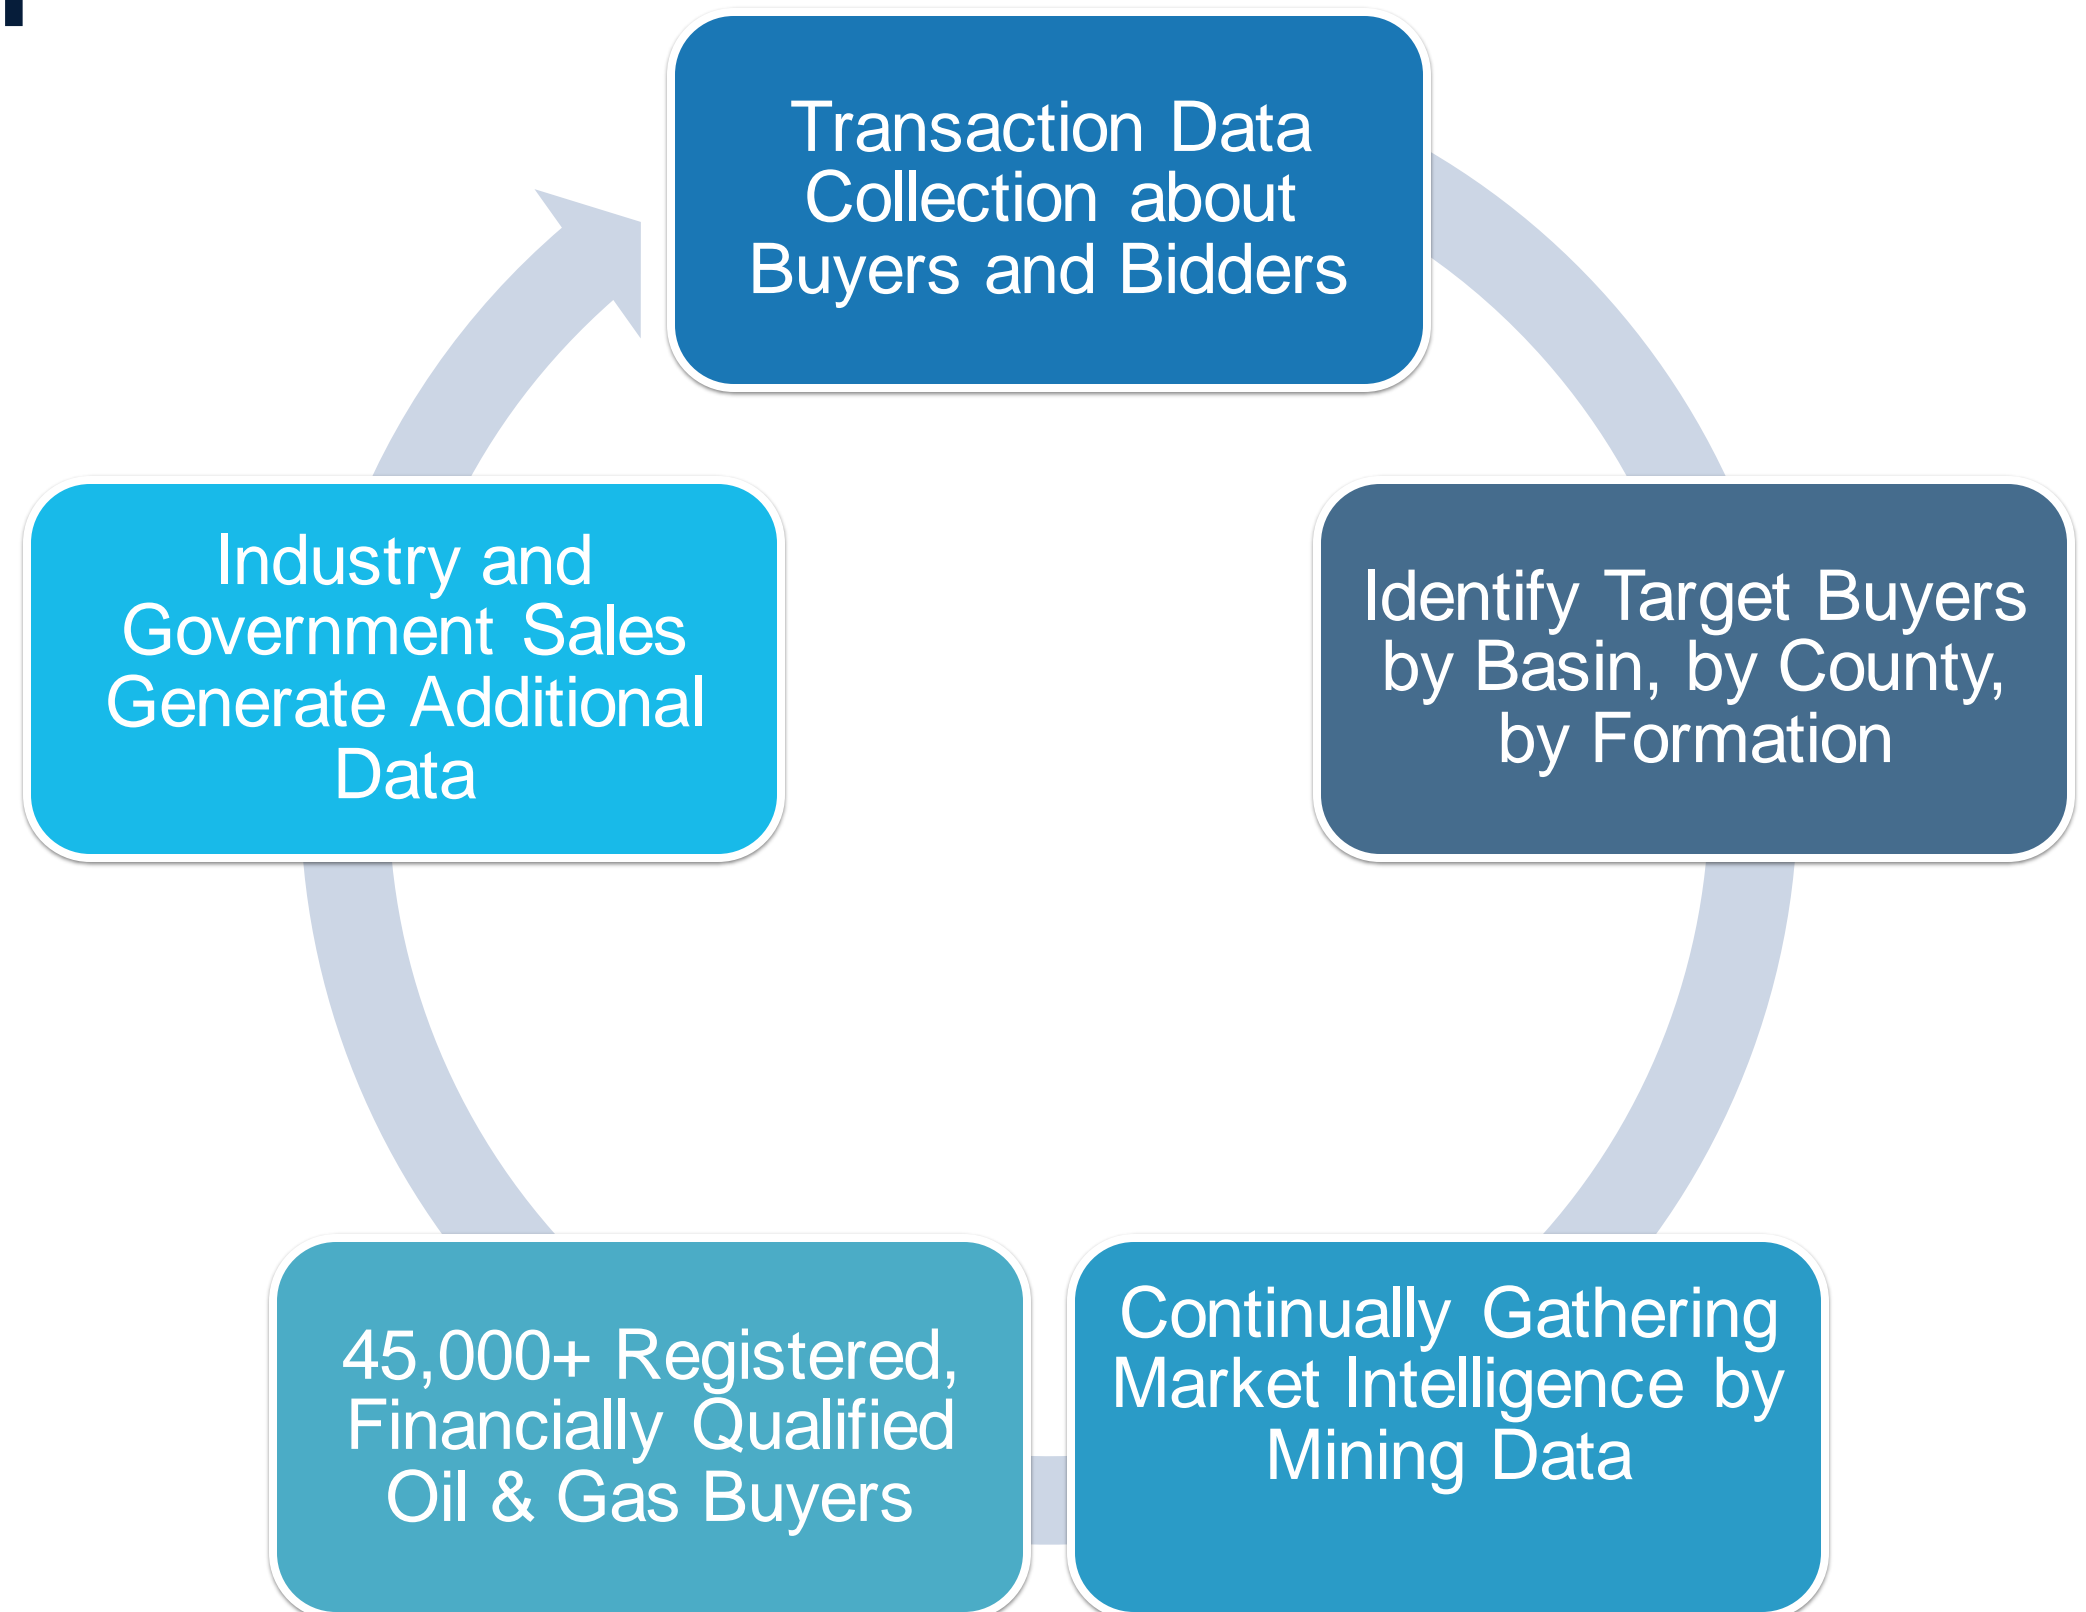 Transaction Data
Collection about
Buyers and Bidders
Identify Target Buyers
by Basin, by County,
by Formation
Continually Gathering
Market Intelligence by
Mining Data
45,000+ Registered,
Financially Qualified
Oil & Gas Buyers
Industry and
Government Sales
Generate Additional
Data